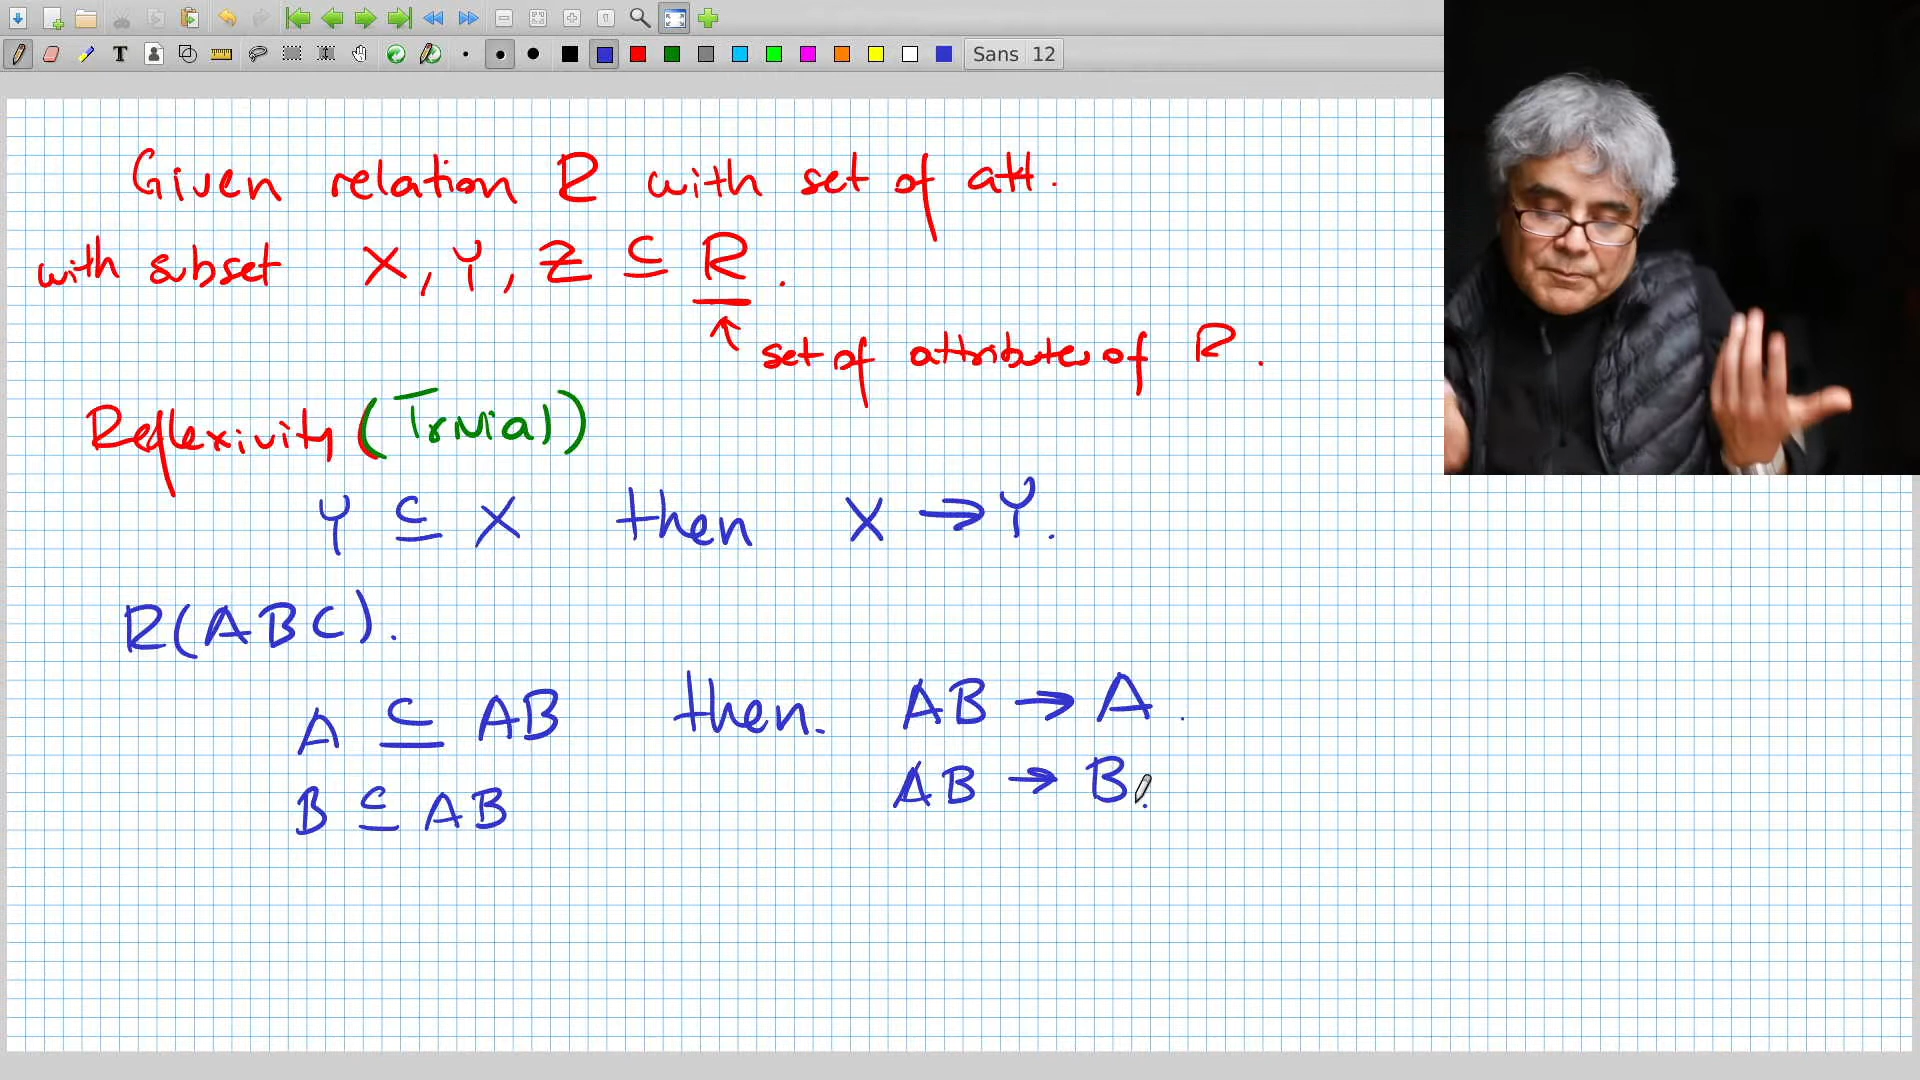 Sans 12
Given relation R with set of att.
with subset X, Y, Z ⊆ R.
↑ set of attributes of R.
Reflexivity (Trivial)
Y ⊆ X then X → Y.
R(ABC).
A ⊆ AB then. AB → A.
B ⊆ AB AB → B.